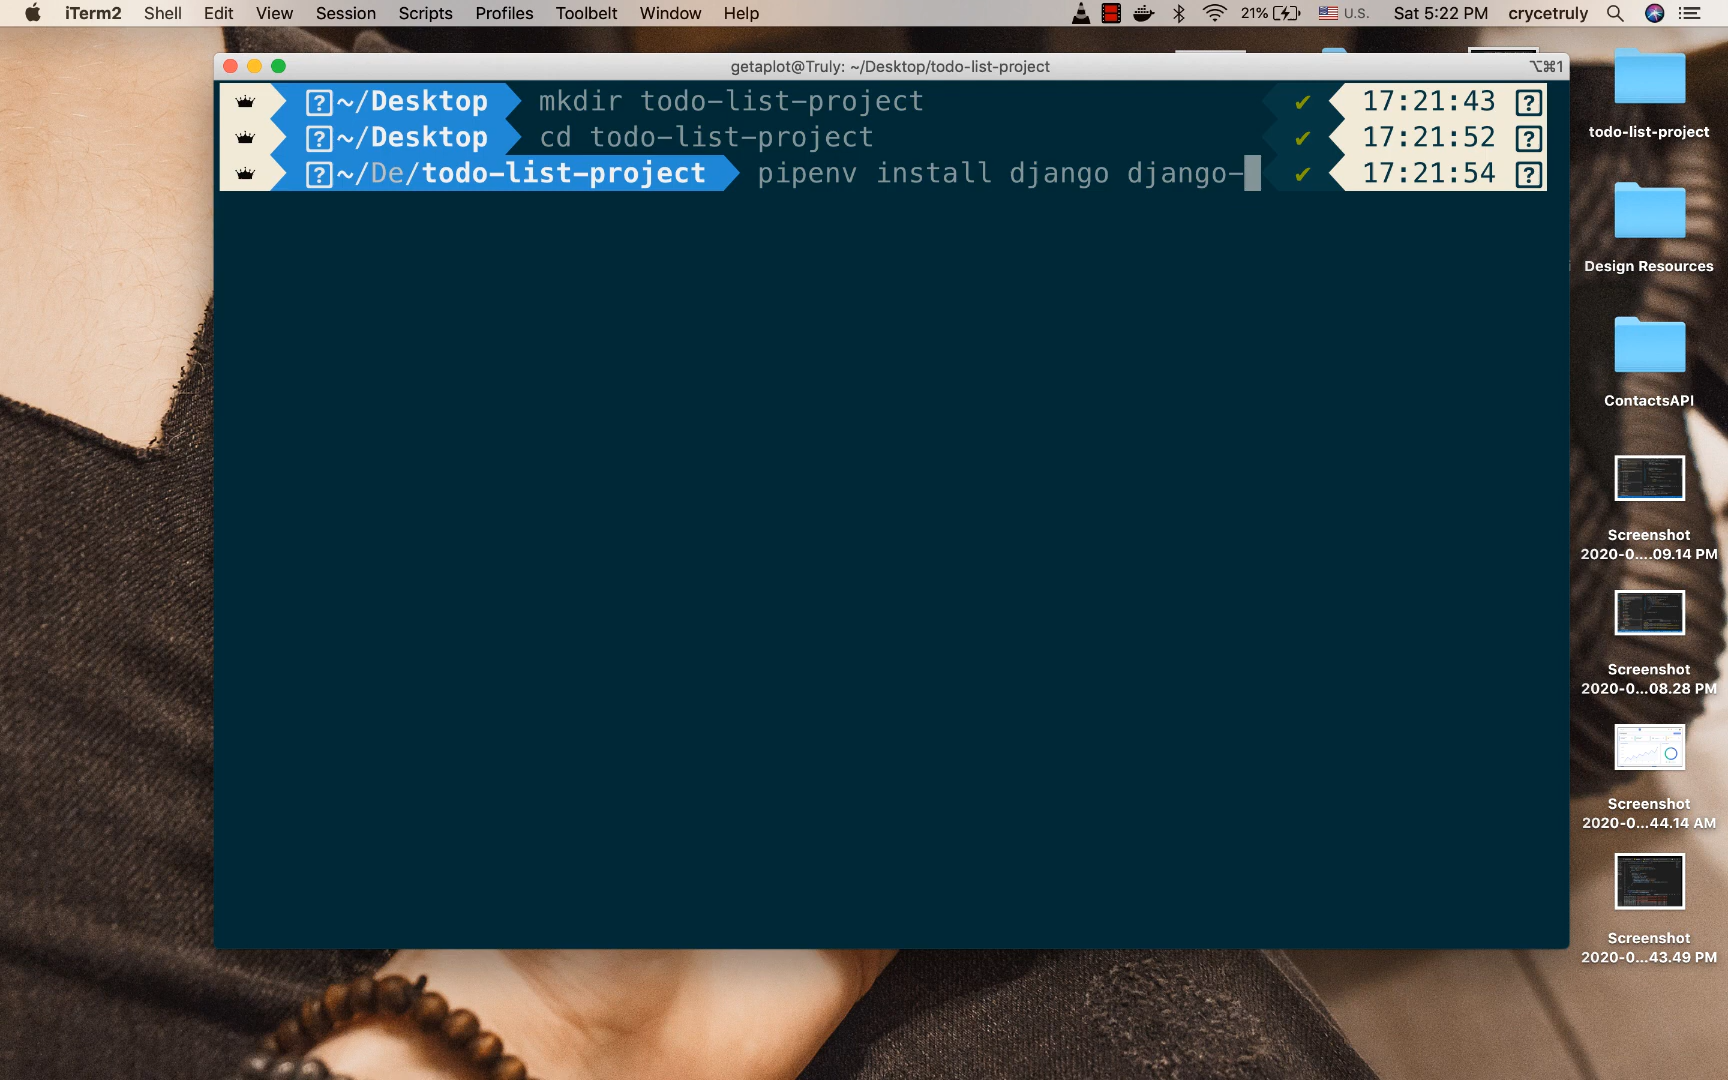 iTerm2 Shell Edit View Session Scripts Profiles Toolbelt Window Help 21% U.S. Sat 5:22 PM crycetruly
getaplot@Truly: ~/Desktop/todo-list-project ⌥⌘1
~/Desktop mkdir todo-list-project ✔ 17:21:43
~/Desktop cd todo-list-project ✔ 17:21:52
~/De/todo-list-project pipenv install django django- ✔ 17:21:54
todo-list-project
Design Resources
ContactsAPI
Screenshot
2020-0....09.14 PM
Screenshot
2020-0...08.28 PM
Screenshot
2020-0...44.14 AM
Screenshot
2020-0...43.49 PM